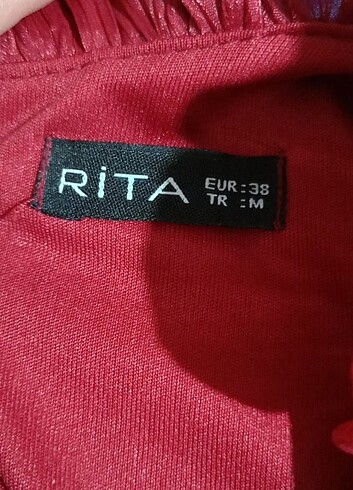 RİTA
EUR : 38
TR : M